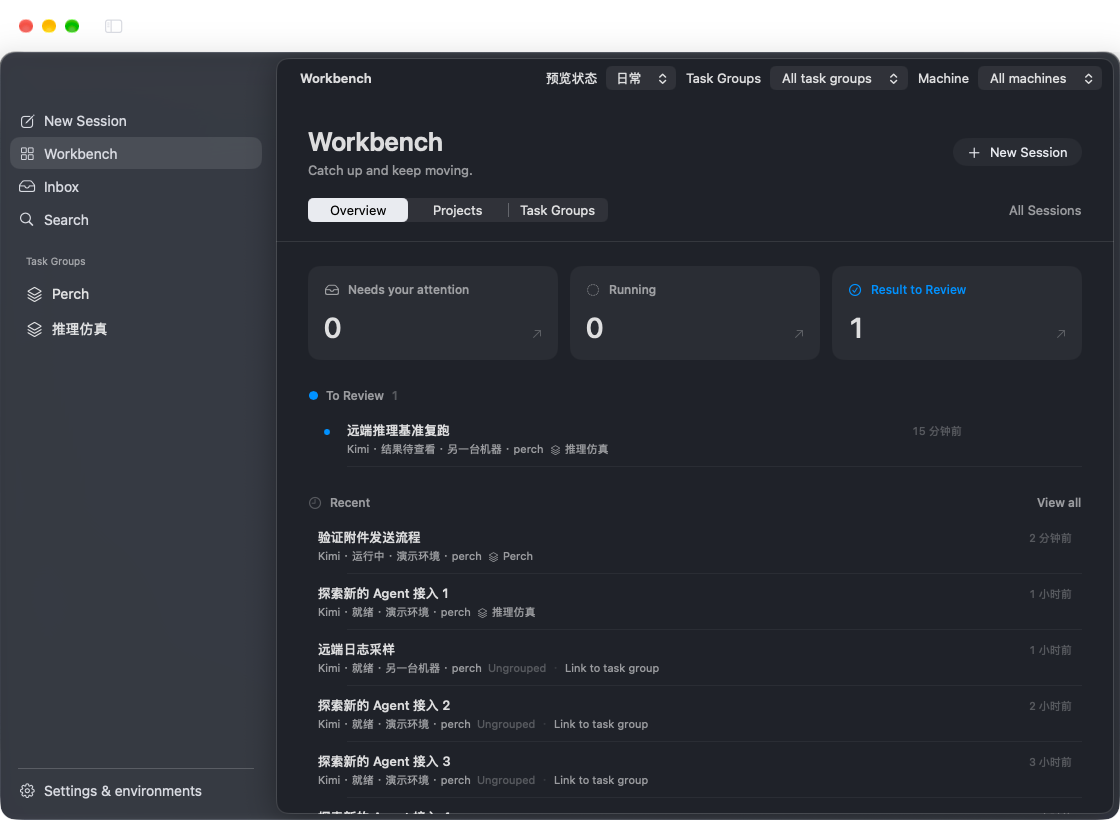 Workbench
预览状态 日常 Task Groups All task groups Machine All machines
New Session
Workbench
Inbox
Search
Task Groups
Perch
推理仿真
Settings & environments
Workbench
Catch up and keep moving.
New Session
Overview Projects Task Groups
All Sessions
Needs your attention
0
Running
0
Result to Review
1
To Review 1
远端推理基准复跑
15 分钟前
Kimi · 结果待查看 · 另一台机器 · perch 推理仿真
Recent
View all
验证附件发送流程
2 分钟前
Kimi · 运行中 · 演示环境 · perch Perch
探索新的 Agent 接入 1
1 小时前
Kimi · 就绪 · 演示环境 · perch 推理仿真
远端日志采样
1 小时前
Kimi · 就绪 · 另一台机器 · perch Ungrouped · Link to task group
探索新的 Agent 接入 2
2 小时前
Kimi · 就绪 · 演示环境 · perch Ungrouped · Link to task group
探索新的 Agent 接入 3
3 小时前
Kimi · 就绪 · 演示环境 · perch Ungrouped · Link to task group